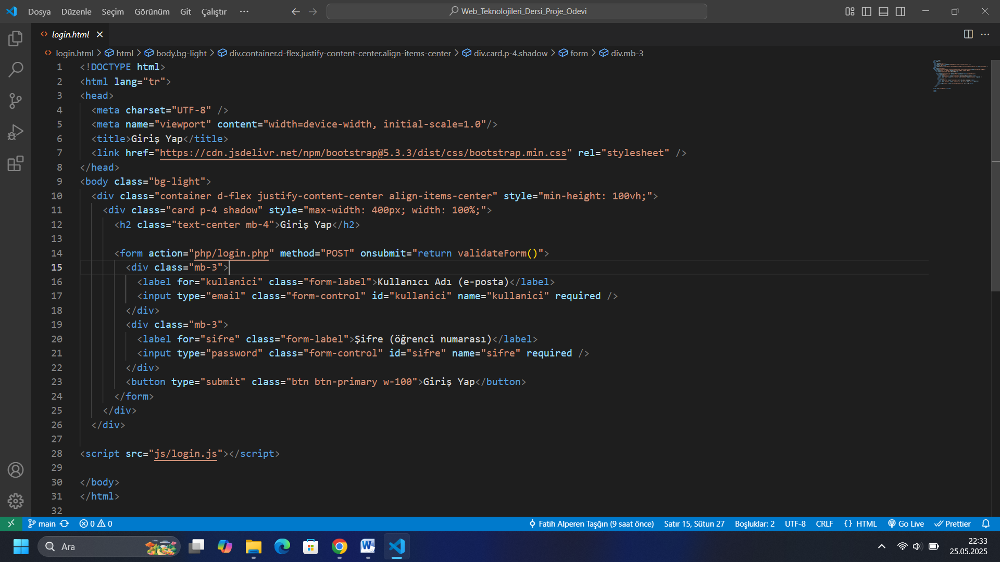 Dosya Düzenle Seçim Görünüm Git Çalıştır ··· Web_Teknolojileri_Dersi_Proje_Odevi
login.html
login.html > html > body.bg-light > div.container.d-flex.justify-content-center.align-items-center > div.card.p-4.shadow > form > div.mb-3
1 <!DOCTYPE html>
2 <html lang="tr">
3 <head>
4 <meta charset="UTF-8" />
5 <meta name="viewport" content="width=device-width, initial-scale=1.0"/>
6 <title>Giriş Yap</title>
7 <link href="https://cdn.jsdelivr.net/npm/bootstrap@5.3.3/dist/css/bootstrap.min.css" rel="stylesheet" />
8 </head>
9 <body class="bg-light">
10 <div class="container d-flex justify-content-center align-items-center" style="min-height: 100vh;">
11 <div class="card p-4 shadow" style="max-width: 400px; width: 100%;">
12 <h2 class="text-center mb-4">Giriş Yap</h2>
13
14 <form action="php/login.php" method="POST" onsubmit="return validateForm()">
15 <div class="mb-3">
16 <label for="kullanici" class="form-label">Kullanıcı Adı (e-posta)</label>
17 <input type="email" class="form-control" id="kullanici" name="kullanici" required />
18 </div>
19 <div class="mb-3">
20 <label for="sifre" class="form-label">Şifre (öğrenci numarası)</label>
21 <input type="password" class="form-control" id="sifre" name="sifre" required />
22 </div>
23 <button type="submit" class="btn btn-primary w-100">Giriş Yap</button>
24 </form>
25 </div>
26 </div>
27
28 <script src="js/login.js"></script>
29
30 </body>
31 </html>
32
main 0 0 Fatih Alperen Taşğın (9 saat önce) Satır 15, Sütun 27 Boşluklar: 2 UTF-8 CRLF {} HTML Go Live Prettier
Ara 22:33
25.05.2025